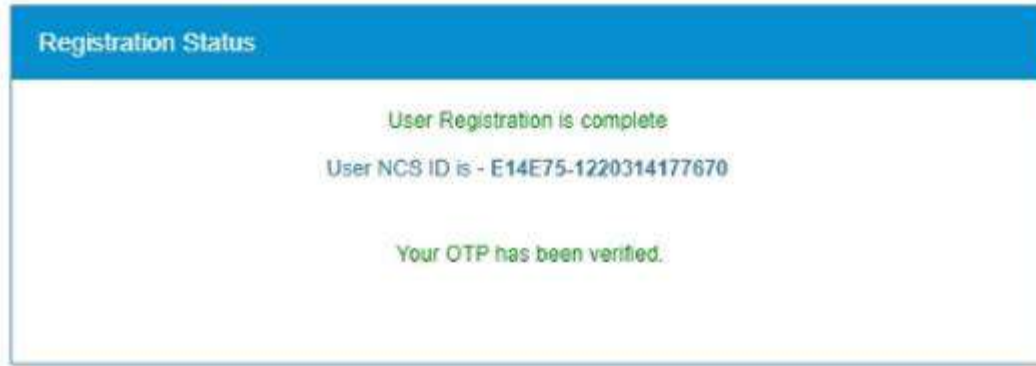 Registration Status
User Registration is complete
User NCS ID is - E14E75-1220314177670
Your OTP has been verified.